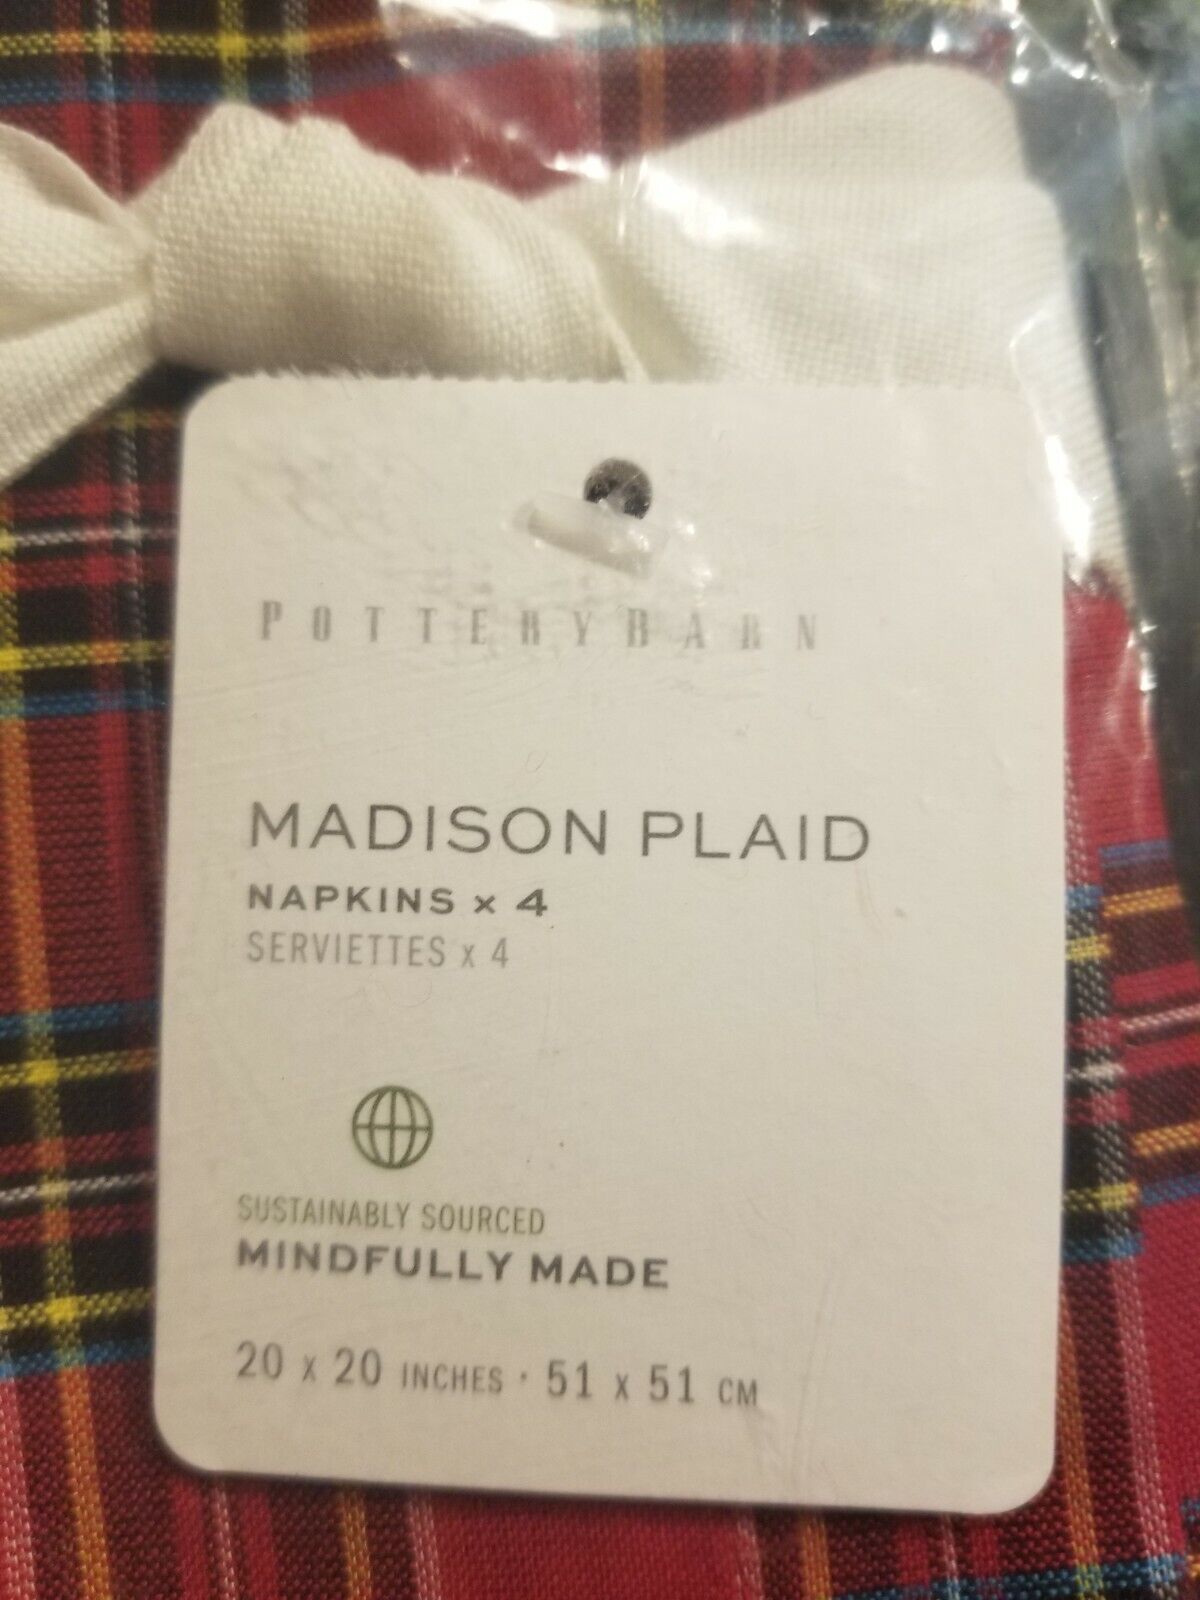 POTTERYBARN
MADISON PLAID
NAPKINS x 4
SERVIETTES x 4
SUSTAINABLY SOURCED
MINDFULLY MADE
20 x 20 INCHES · 51 x 51 CM